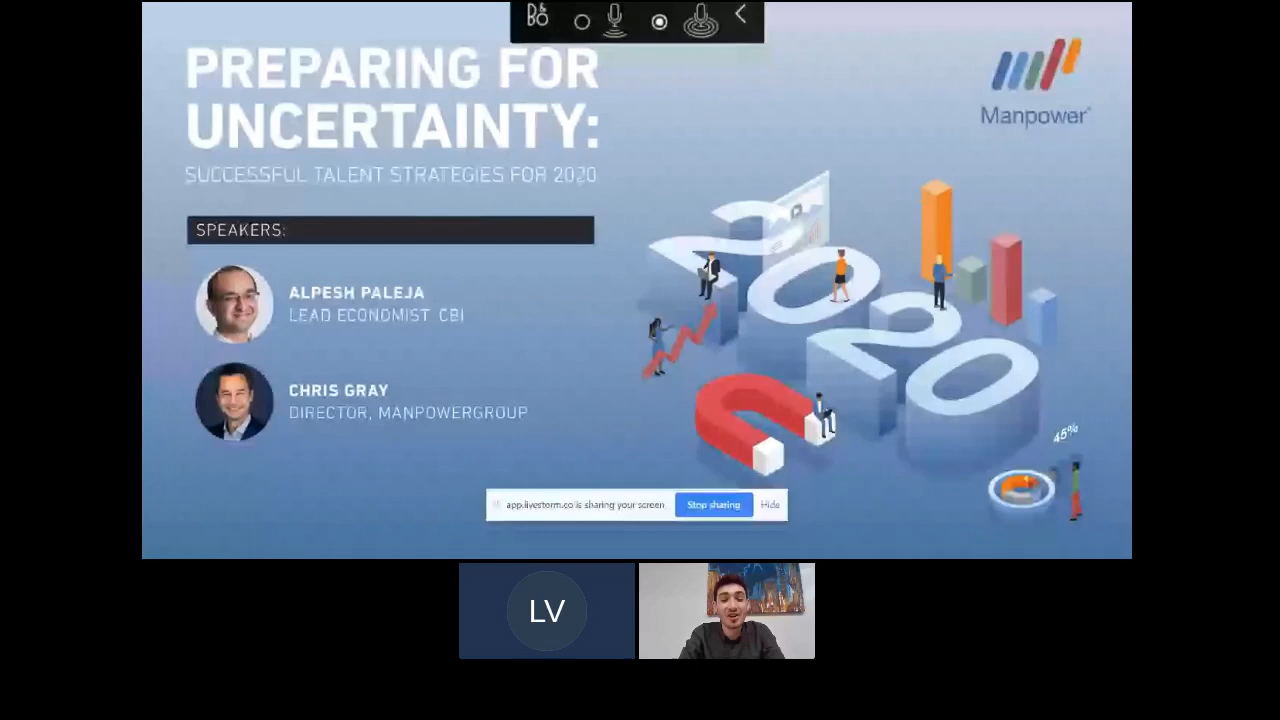 B&O
PREPARING FOR
UNCERTAINTY:
SUCCESSFUL TALENT STRATEGIES FOR 2020
Manpower
SPEAKERS:
ALPESH PALEJA
LEAD ECONOMIST CBI
CHRIS GRAY
DIRECTOR, MANPOWERGROUP
2020
45%
app.livestorm.co is sharing your screen
Stop sharing
Hide
LV